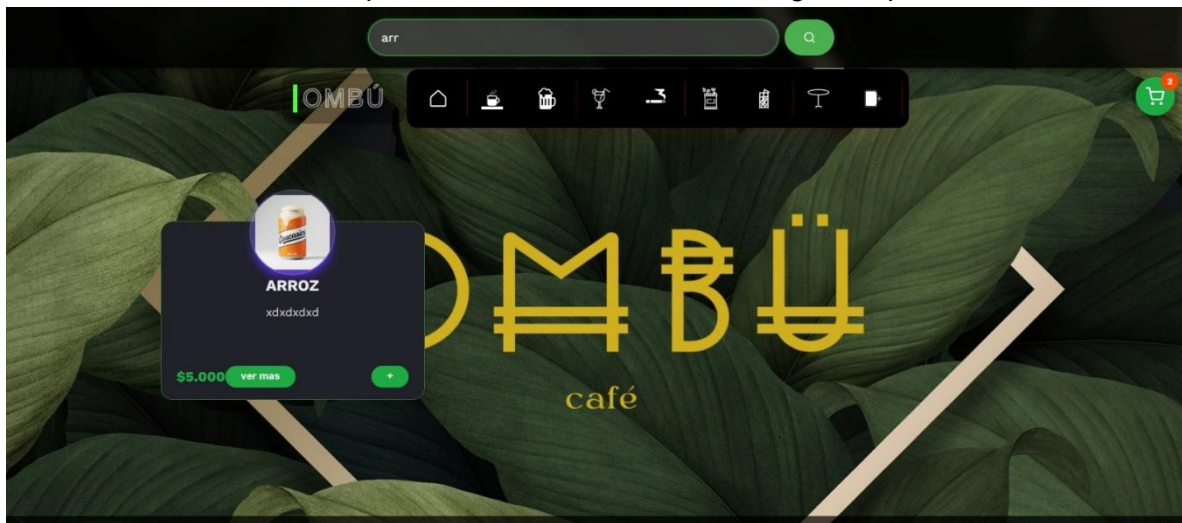 arr
OMBÚ
2
ARROZ
xdxdxdxd
$5.000 ver mas +
OMBÜ
café